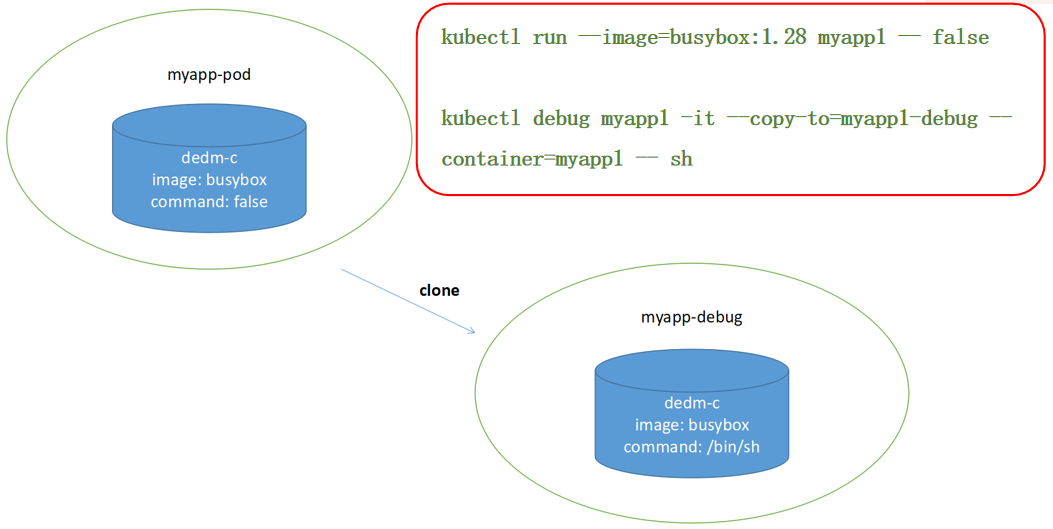 kubectl run --image=busybox:1.28 myapp1 -- false
kubectl debug myapp1 -it --copy-to=myapp1-debug --
container=myapp1 -- sh
myapp-pod
dedm-c
image: busybox
command: false
clone
myapp-debug
dedm-c
image: busybox
command: /bin/sh